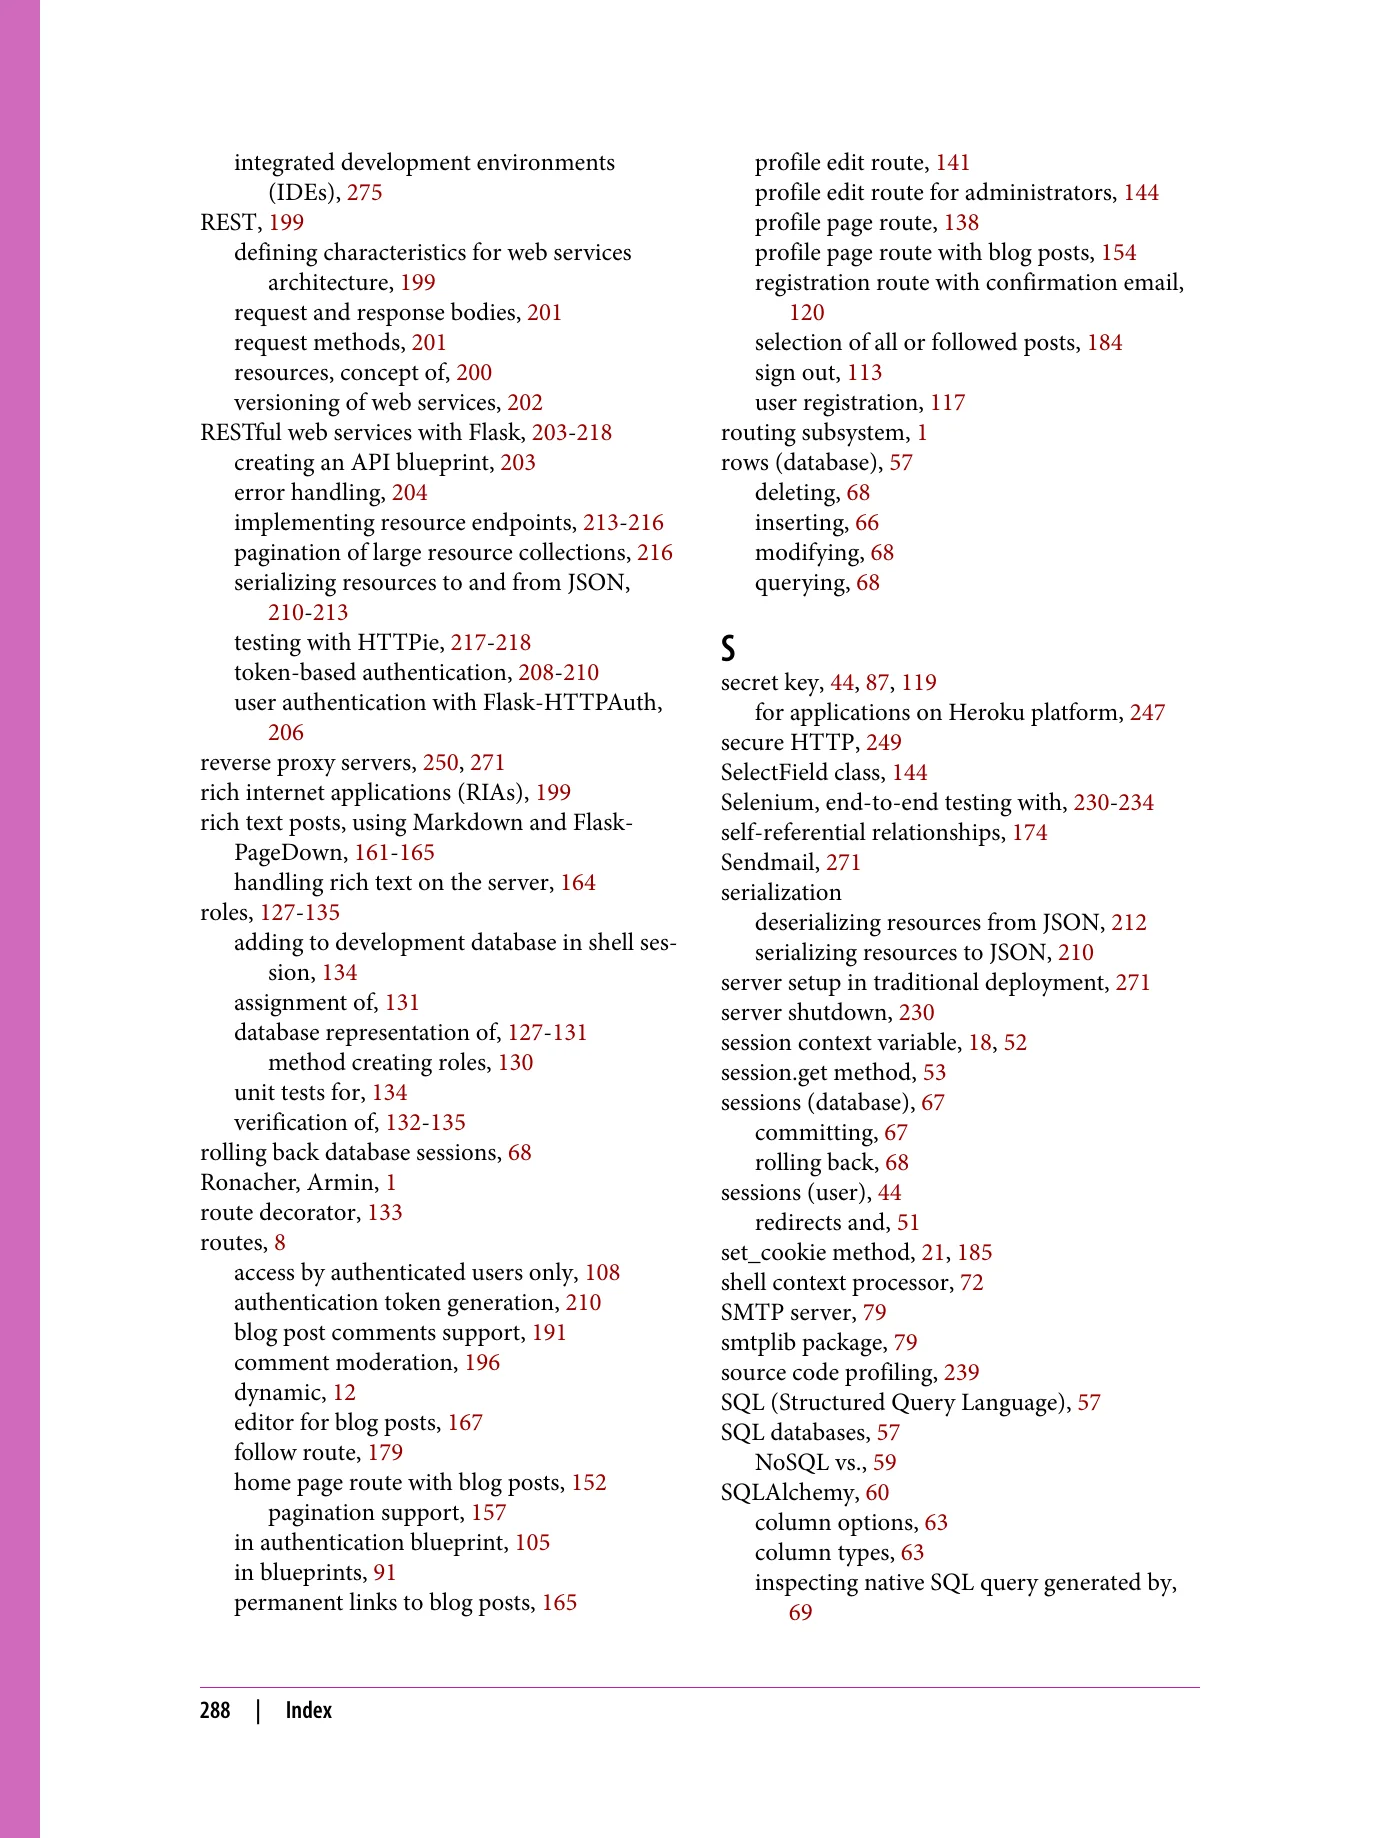 integrated development environments
(IDEs), 275
REST, 199
defining characteristics for web services
architecture, 199
request and response bodies, 201
request methods, 201
resources, concept of, 200
versioning of web services, 202
RESTful web services with Flask, 203-218
creating an API blueprint, 203
error handling, 204
implementing resource endpoints, 213-216
pagination of large resource collections, 216
serializing resources to and from JSON,
210-213
testing with HTTPie, 217-218
token-based authentication, 208-210
user authentication with Flask-HTTPAuth,
206
reverse proxy servers, 250, 271
rich internet applications (RIAs), 199
rich text posts, using Markdown and Flask-
PageDown, 161-165
handling rich text on the server, 164
roles, 127-135
adding to development database in shell ses-
sion, 134
assignment of, 131
database representation of, 127-131
method creating roles, 130
unit tests for, 134
verification of, 132-135
rolling back database sessions, 68
Ronacher, Armin, 1
route decorator, 133
routes, 8
access by authenticated users only, 108
authentication token generation, 210
blog post comments support, 191
comment moderation, 196
dynamic, 12
editor for blog posts, 167
follow route, 179
home page route with blog posts, 152
pagination support, 157
in authentication blueprint, 105
in blueprints, 91
permanent links to blog posts, 165
profile edit route, 141
profile edit route for administrators, 144
profile page route, 138
profile page route with blog posts, 154
registration route with confirmation email,
120
selection of all or followed posts, 184
sign out, 113
user registration, 117
routing subsystem, 1
rows (database), 57
deleting, 68
inserting, 66
modifying, 68
querying, 68
S
secret key, 44, 87, 119
for applications on Heroku platform, 247
secure HTTP, 249
SelectField class, 144
Selenium, end-to-end testing with, 230-234
self-referential relationships, 174
Sendmail, 271
serialization
deserializing resources from JSON, 212
serializing resources to JSON, 210
server setup in traditional deployment, 271
server shutdown, 230
session context variable, 18, 52
session.get method, 53
sessions (database), 67
committing, 67
rolling back, 68
sessions (user), 44
redirects and, 51
set_cookie method, 21, 185
shell context processor, 72
SMTP server, 79
smtplib package, 79
source code profiling, 239
SQL (Structured Query Language), 57
SQL databases, 57
NoSQL vs., 59
SQLAlchemy, 60
column options, 63
column types, 63
inspecting native SQL query generated by,
69
288 | Index